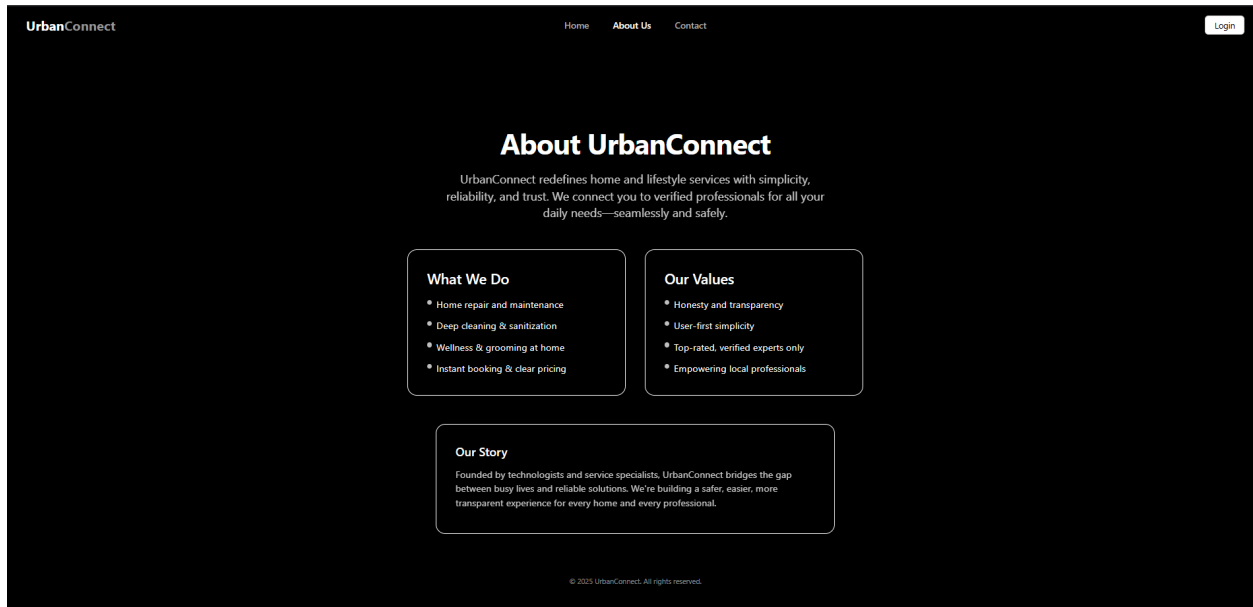 UrbanConnect
Home About Us Contact
Login
About UrbanConnect
UrbanConnect redefines home and lifestyle services with simplicity,
reliability, and trust. We connect you to verified professionals for all your
daily needs—seamlessly and safely.
What We Do
Home repair and maintenance
Deep cleaning & sanitization
Wellness & grooming at home
Instant booking & clear pricing
Our Values
Honesty and transparency
User-first simplicity
Top-rated, verified experts only
Empowering local professionals
Our Story
Founded by technologists and service specialists, UrbanConnect bridges the gap
between busy lives and reliable solutions. We're building a safer, easier, more
transparent experience for every home and every professional.
© 2025 UrbanConnect. All rights reserved.